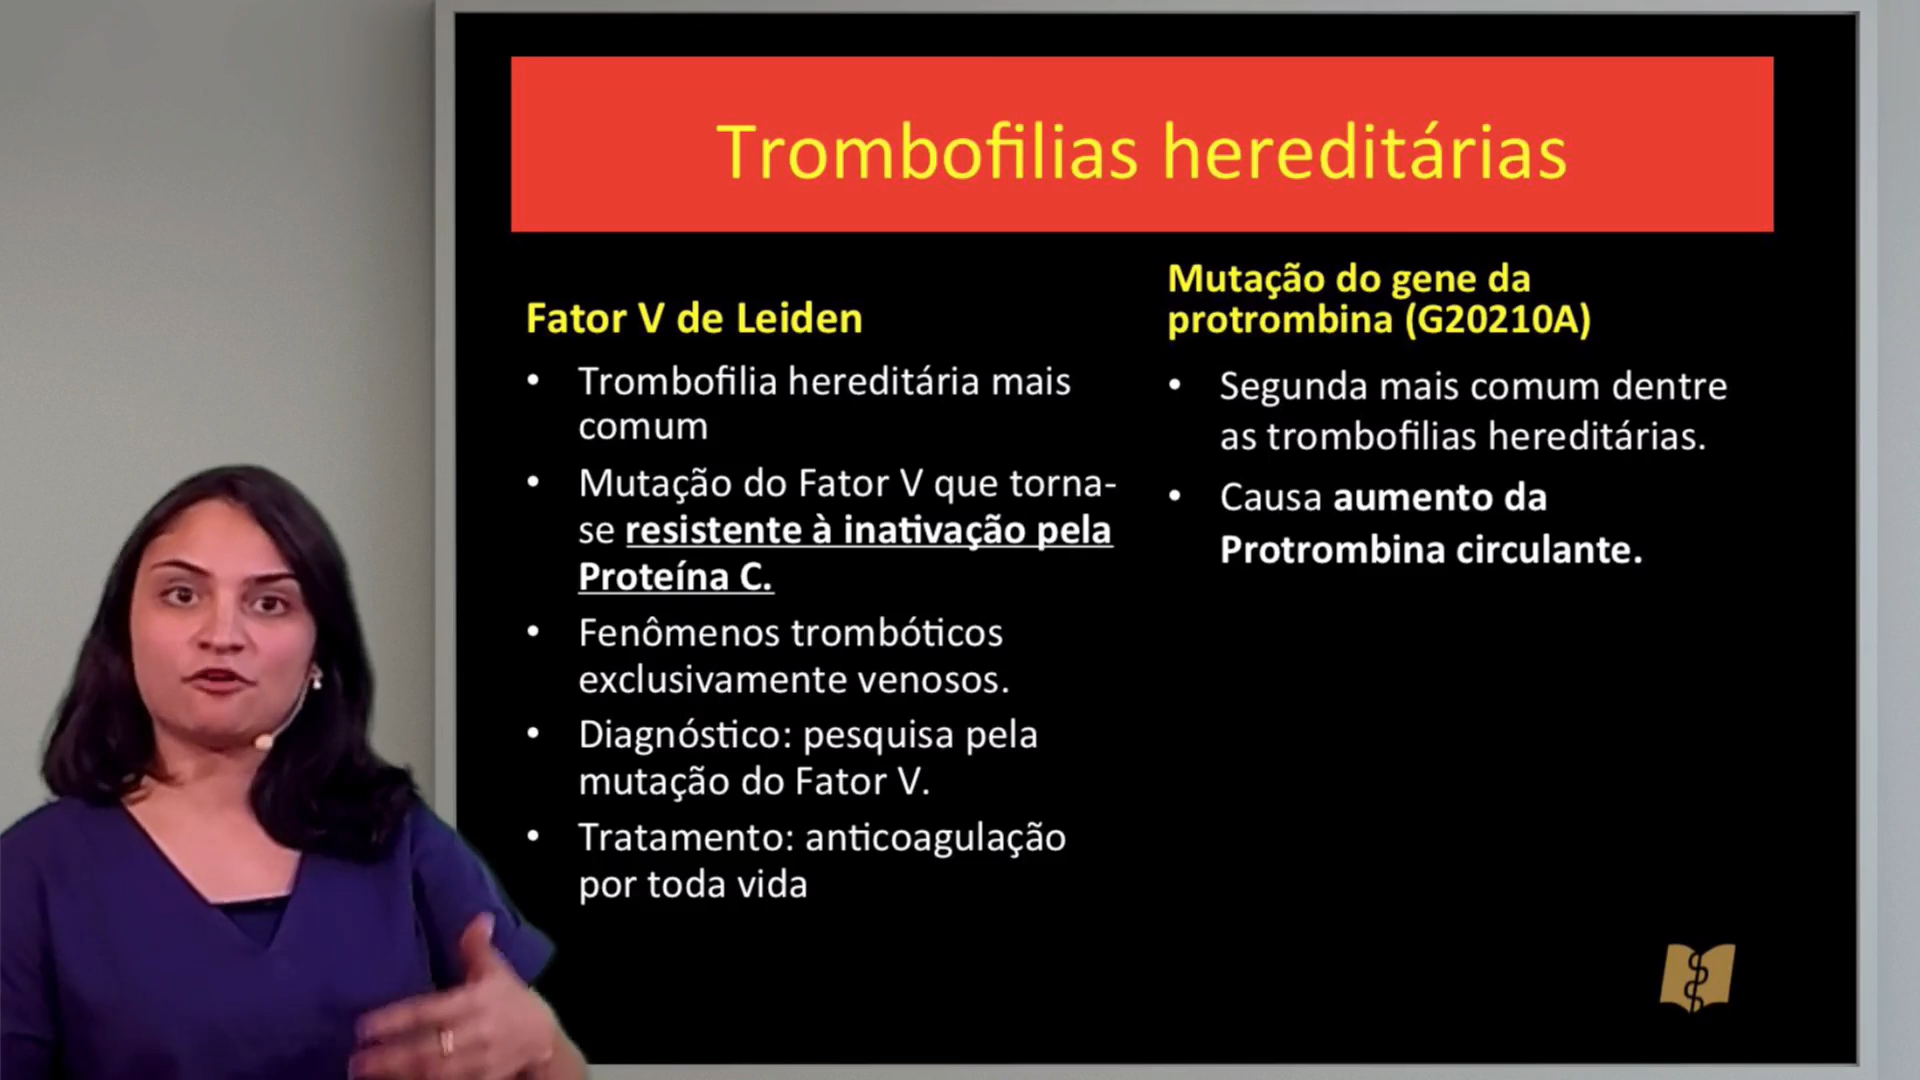 Trombofilias hereditárias
Fator V de Leiden
• Trombofilia hereditária mais
comum
• Mutação do Fator V que torna-
se resistente à inativação pela
Proteína C.
• Fenômenos trombóticos
exclusivamente venosos.
• Diagnóstico: pesquisa pela
mutação do Fator V.
• Tratamento: anticoagulação
por toda vida
Mutação do gene da
protrombina (G20210A)
• Segunda mais comum dentre
as trombofilias hereditárias.
• Causa aumento da
Protrombina circulante.